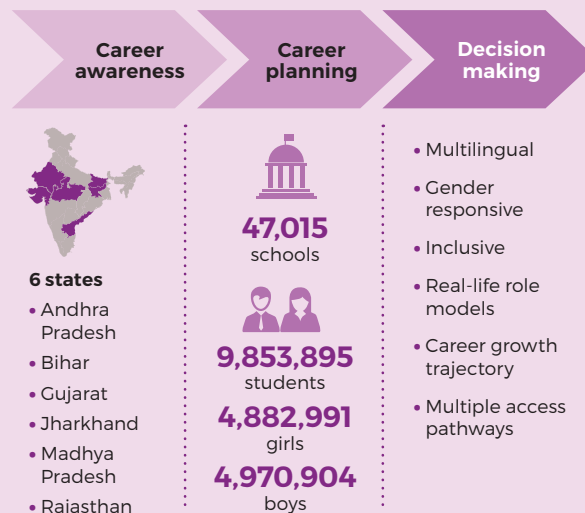 Career
awareness
Career
planning
Decision
making
6 states
• Andhra
Pradesh
• Bihar
• Gujarat
• Jharkhand
• Madhya
Pradesh
• Rajasthan
47,015
schools
9,853,895
students
4,882,991
girls
4,970,904
boys
• Multilingual
• Gender
responsive
• Inclusive
• Real-life role
models
• Career growth
trajectory
• Multiple access
pathways